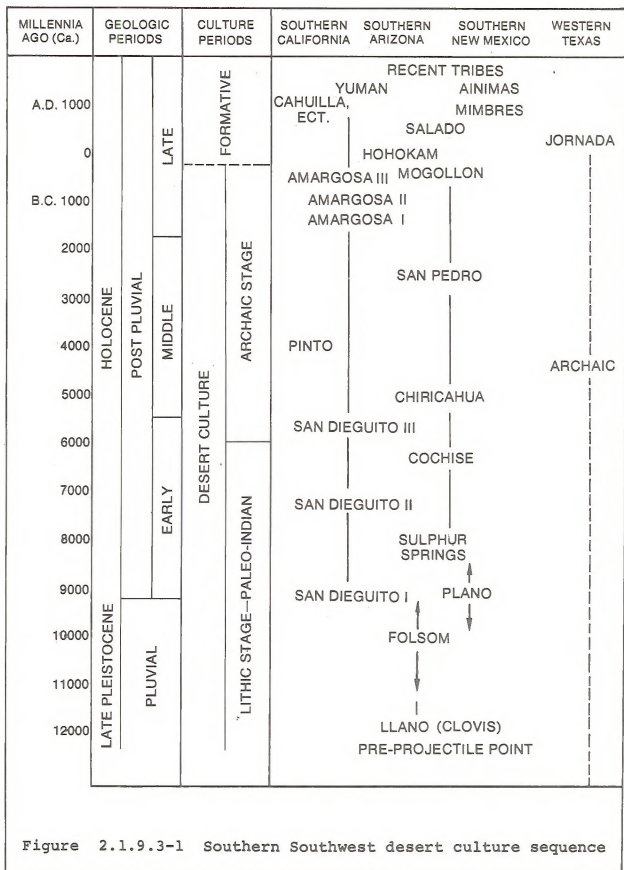 MILLENNIA AGO (Ca.)
GEOLOGIC PERIODS
CULTURE PERIODS
SOUTHERN CALIFORNIA
SOUTHERN ARIZONA
SOUTHERN NEW MEXICO
WESTERN TEXAS
A.D. 1000
0
B.C. 1000
2000
3000
4000
5000
6000
7000
8000
9000
10000
11000
12000
HOLOCENE
LATE PLEISTOCENE
POST PLUVIAL
PLUVIAL
LATE
MIDDLE
EARLY
DESERT CULTURE
FORMATIVE
ARCHAIC STAGE
LITHIC STAGE—PALEO-INDIAN
RECENT TRIBES
YUMAN
AINIMAS
CAHUILLA,
ECT.
MIMBRES
SALADO
JORNADA
HOHOKAM
AMARGOSA III
MOGOLLON
AMARGOSA II
AMARGOSA I
SAN PEDRO
PINTO
ARCHAIC
CHIRICAHUA
SAN DIEGUITO III
COCHISE
SAN DIEGUITO II
SULPHUR
SPRINGS
SAN DIEGUITO I
PLANO
FOLSOM
LLANO (CLOVIS)
PRE-PROJECTILE POINT
Figure 2.1.9.3-1 Southern Southwest desert culture sequence